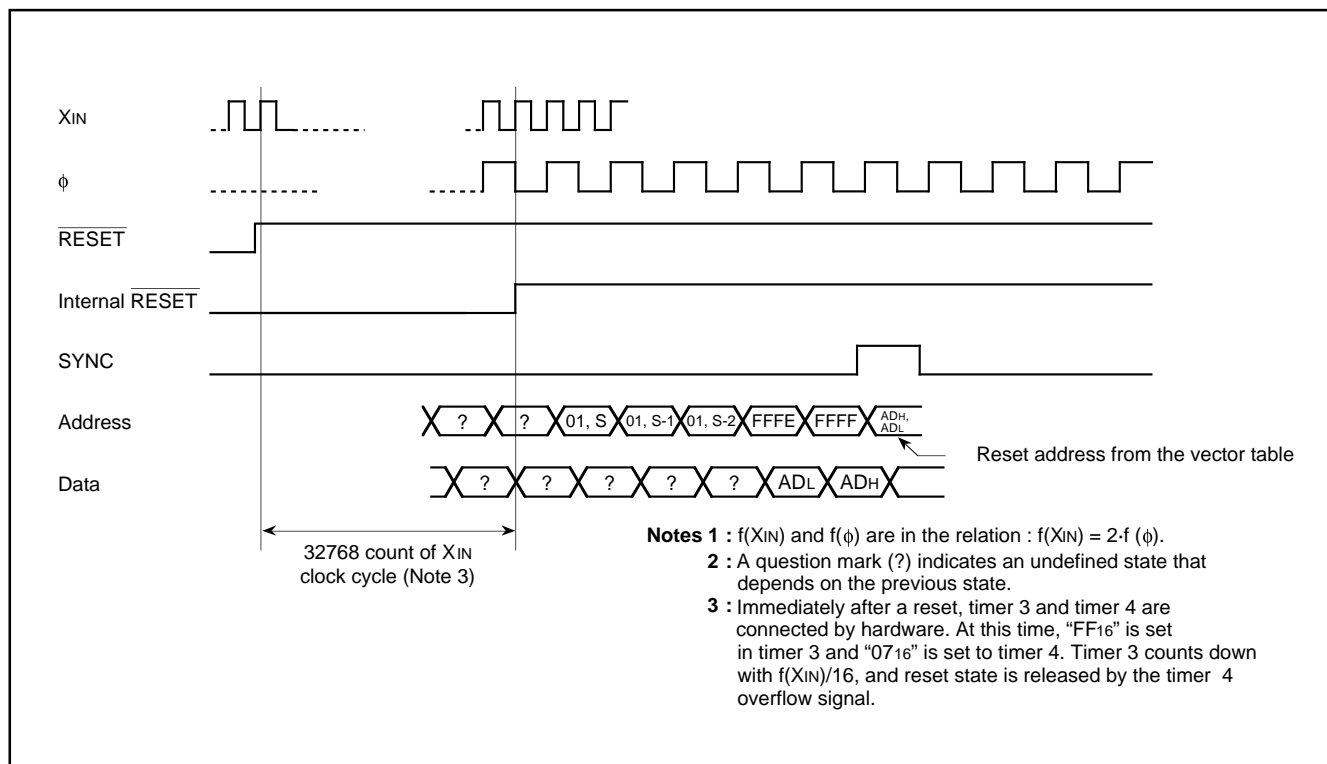 XIN
ϕ
RESET
Internal RESET
SYNC
Address
? ? 01, S 01, S-1 01, S-2 FFFE FFFF ADH,
ADL
Reset address from the vector table
Data
? ? ? ? ? ADL ADH
32768 count of XIN
clock cycle (Note 3)
Notes 1 : f(XIN) and f(ϕ) are in the relation : f(XIN) = 2·f (ϕ).
2 : A question mark (?) indicates an undefined state that
depends on the previous state.
3 : Immediately after a reset, timer 3 and timer 4 are
connected by hardware. At this time, “FF16” is set
in timer 3 and “0716” is set to timer 4. Timer 3 counts down
with f(XIN)/16, and reset state is released by the timer 4
overflow signal.